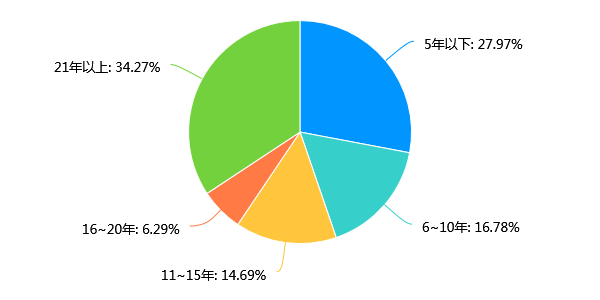 5年以下: 27.97%
21年以上: 34.27%
6~10年: 16.78%
16~20年: 6.29%
11~15年: 14.69%